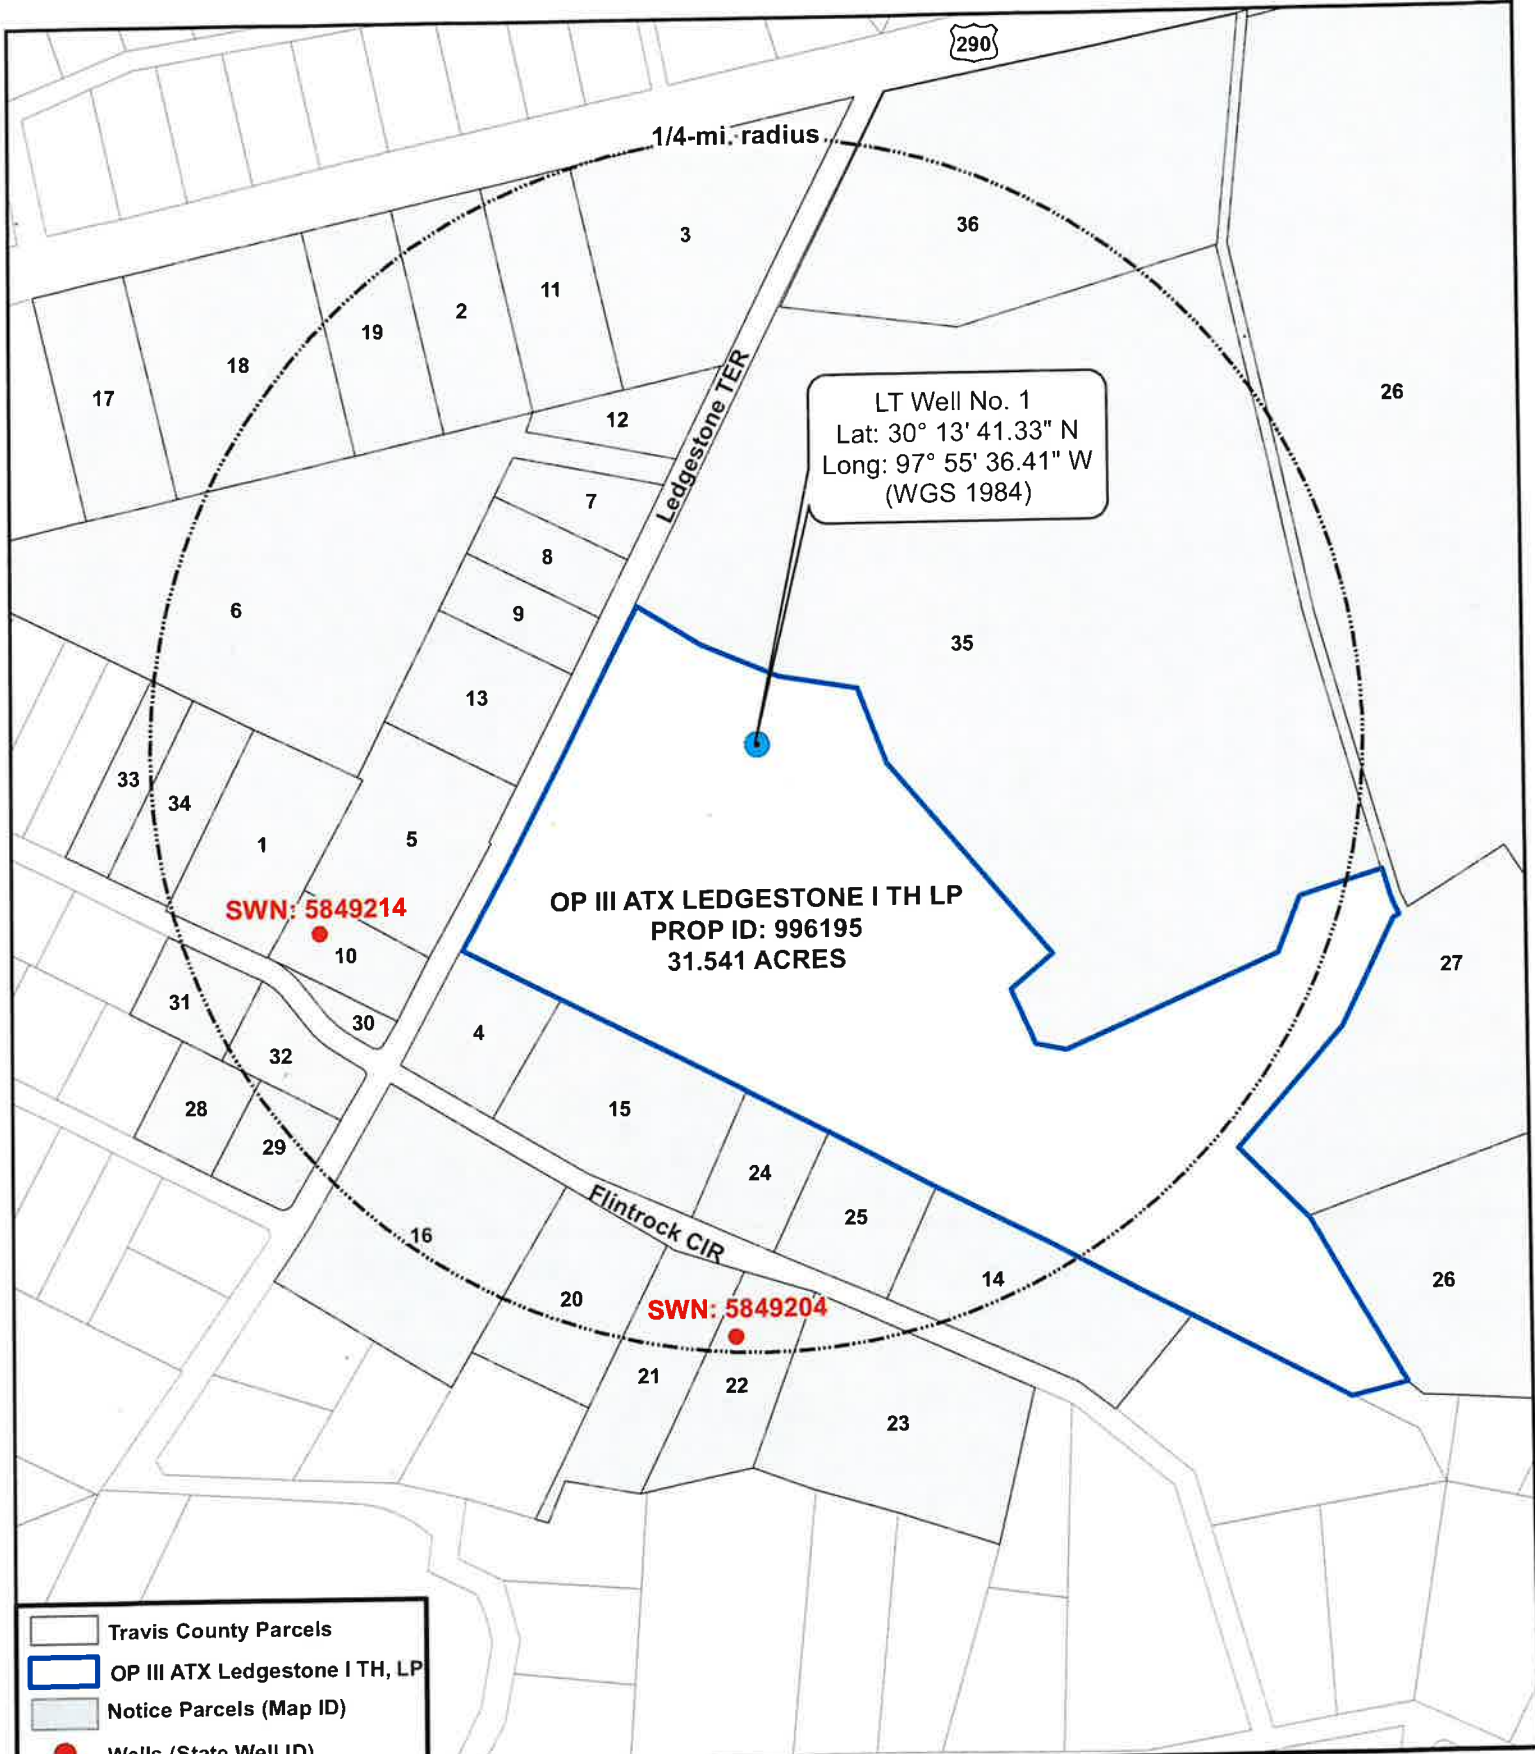 290
1/4-mi. radius
3
36
11
2
19
18
17
26
12
Ledgestone TER
LT Well No. 1
Lat: 30° 13' 41.33" N
Long: 97° 55' 36.41" W
(WGS 1984)
7
8
9
6
35
13
33
34
1
5
OP III ATX LEDGESTONE I TH LP
PROP ID: 996195
31.541 ACRES
SWN: 5849214
10
27
31
30
4
32
28
15
29
24
25
Flintrock CIR
16
14
26
20
SWN: 5849204
21
22
23
Travis County Parcels
OP III ATX Ledgestone I TH, LP
Notice Parcels (Map ID)
Wells (State Well ID)